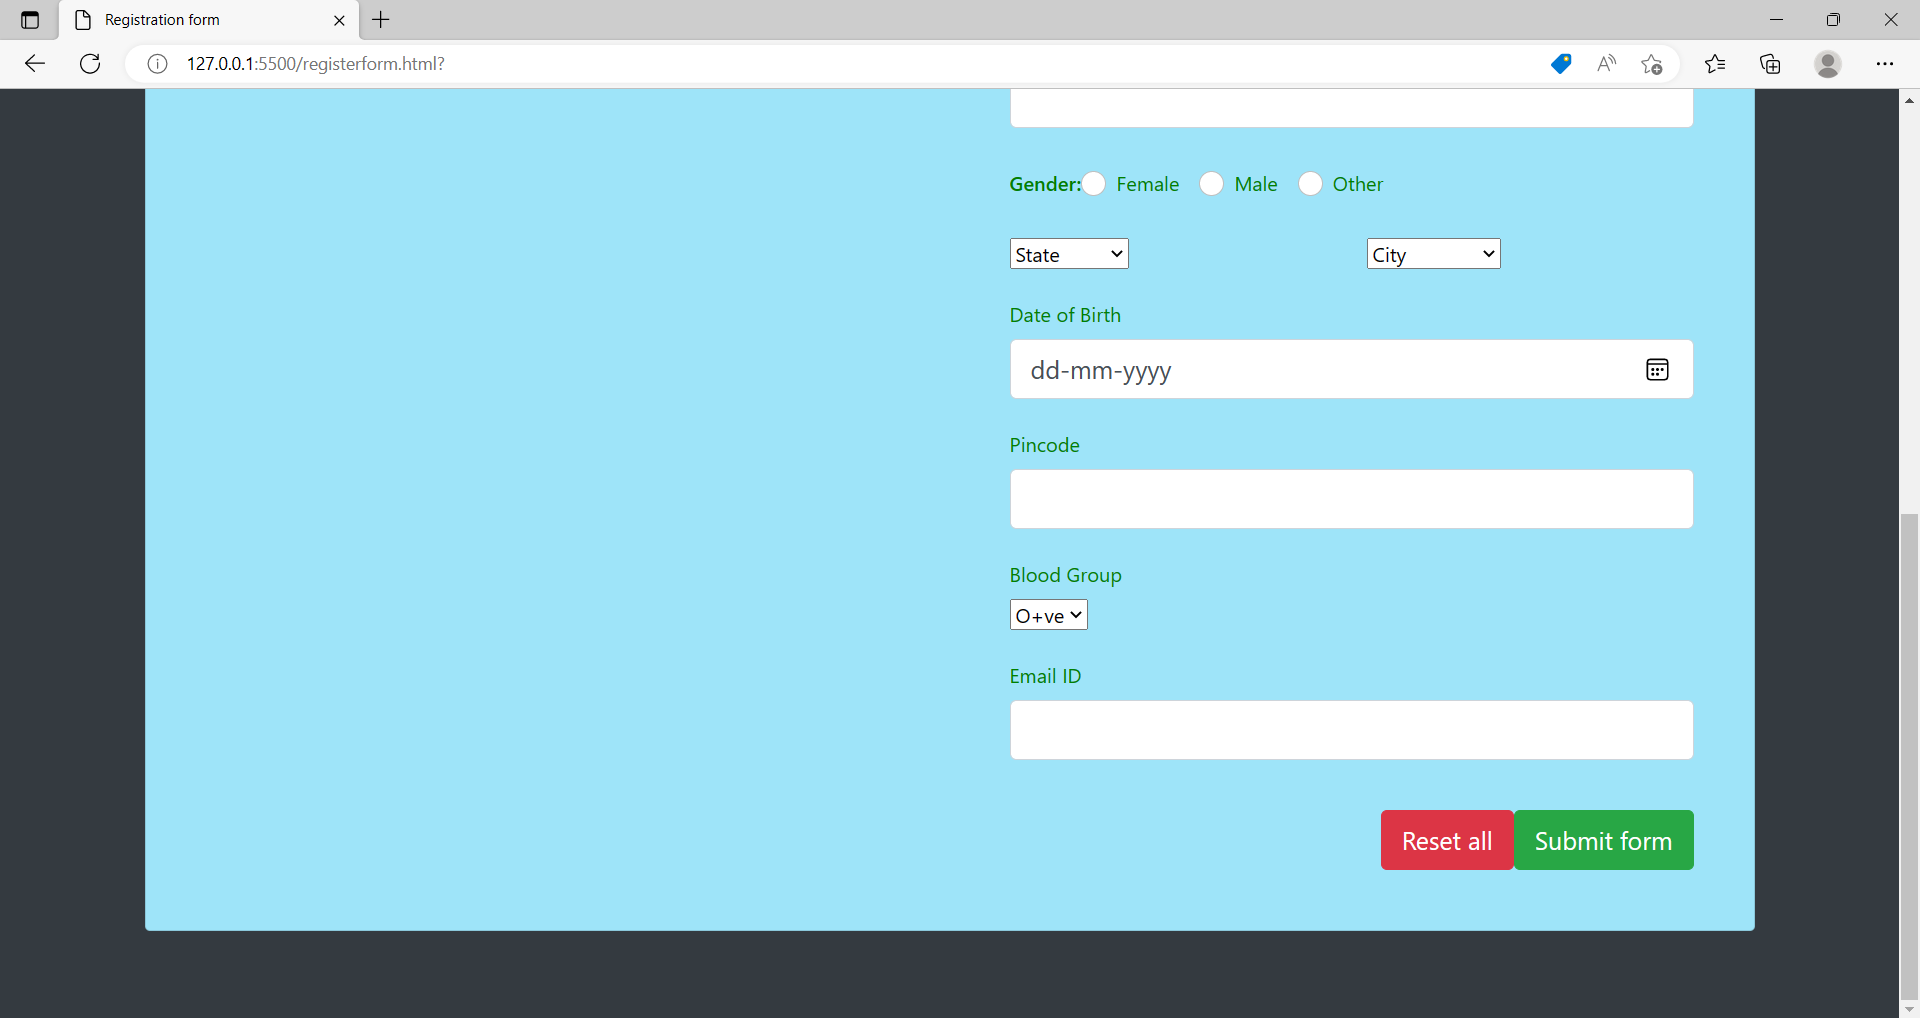 Registration form
127.0.0.1:5500/registerform.html?
Gender: Female Male Other
State City
Date of Birth
dd-mm-yyyy
Pincode
Blood Group
O+ve
Email ID
Reset all Submit form